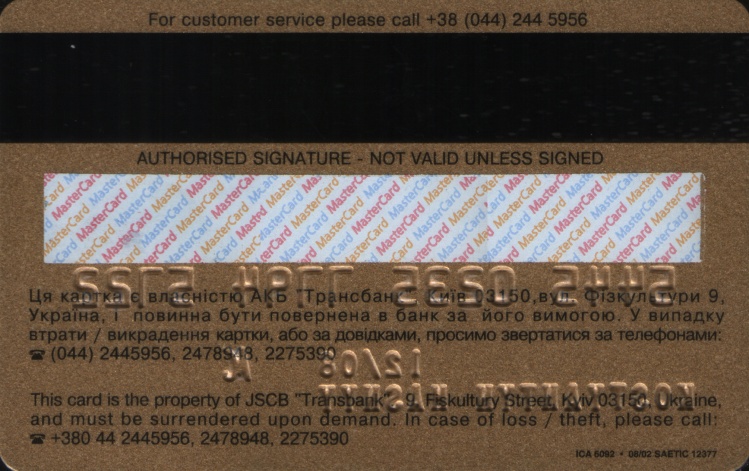 For customer service please call +38 (044) 244 5956
AUTHORISED SIGNATURE - NOT VALID UNLESS SIGNED
MasterCard MasterCard MasterCard MasterCard
Ця картка є власністю АКБ "Трансбанк" Київ 03150,вул. Фізкультури 9,
Україна, і повинна бути повернена в банк за його вимогою. У випадку
втрати / викрадення картки, або за довідками, просимо звертатися за телефонами:
☎ (044) 2445956, 2478948, 2275390
This card is the property of JSCB "Transbank", 9, Fiskultury Street, Kyiv 03150, Ukraine,
and must be surrendered upon demand. In case of loss / theft, please call:
☎ +380 44 2445956, 2478948, 2275390
ICA 6092 • 08/02 SAETIC 12377